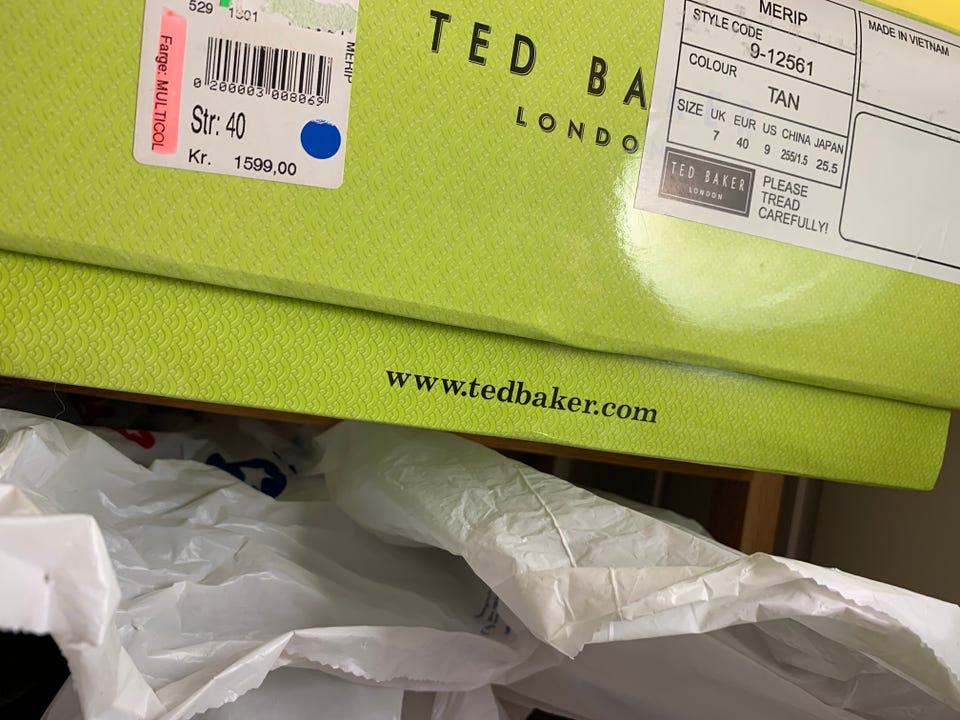 529 1301
MERIP
Farge: MULTICOL
0 200003 008069
Str: 40
Kr. 1599,00
TED BA
LONDO
MERIP
STYLE CODE
9-12561
COLOUR
TAN
SIZE UK EUR US CHINA JAPAN
7 40 9 255/1.5 25.5
TED BAKER
LONDON
PLEASE
TREAD
CAREFULLY!
MADE IN VIETNAM
www.tedbaker.com